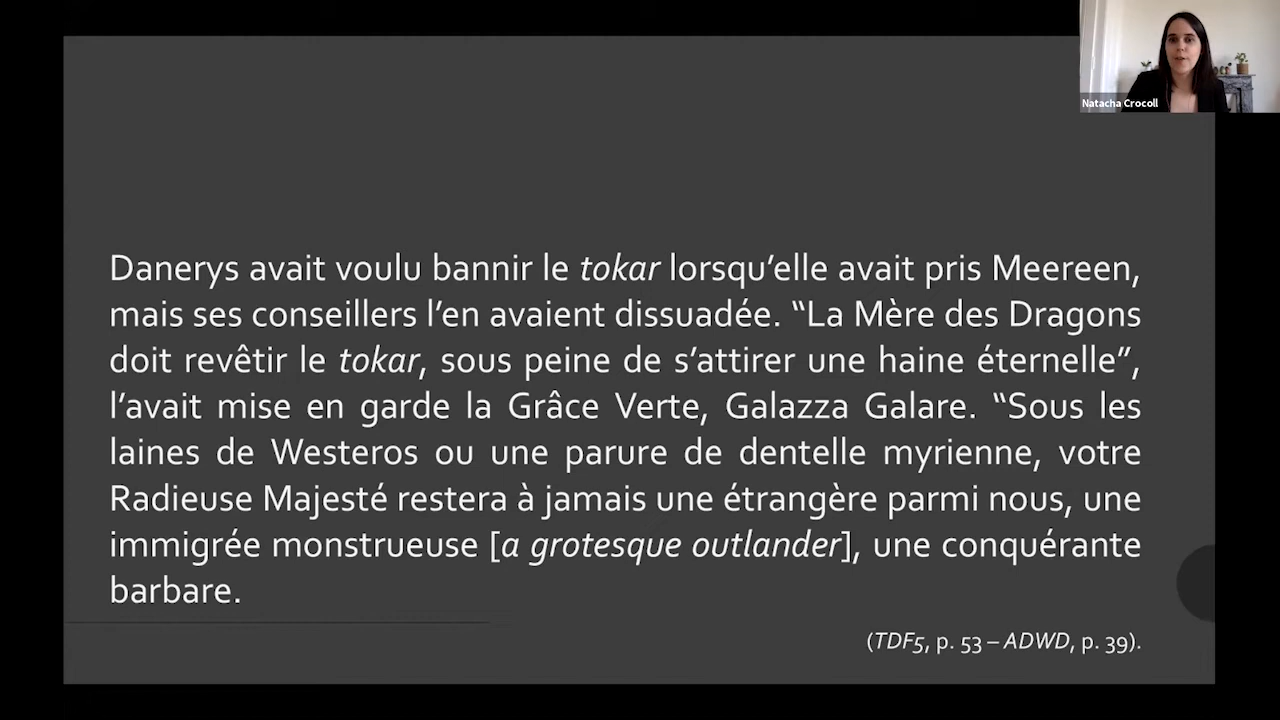 Natacha Crocoll
Danerys avait voulu bannir le tokar lorsqu’elle avait pris Meereen,
mais ses conseillers l’en avaient dissuadée. “La Mère des Dragons
doit revêtir le tokar, sous peine de s’attirer une haine éternelle”,
l’avait mise en garde la Grâce Verte, Galazza Galare. “Sous les
laines de Westeros ou une parure de dentelle myrienne, votre
Radieuse Majesté restera à jamais une étrangère parmi nous, une
immigrée monstrueuse [a grotesque outlander], une conquérante
barbare.
(TDF5, p. 53 – ADWD, p. 39).